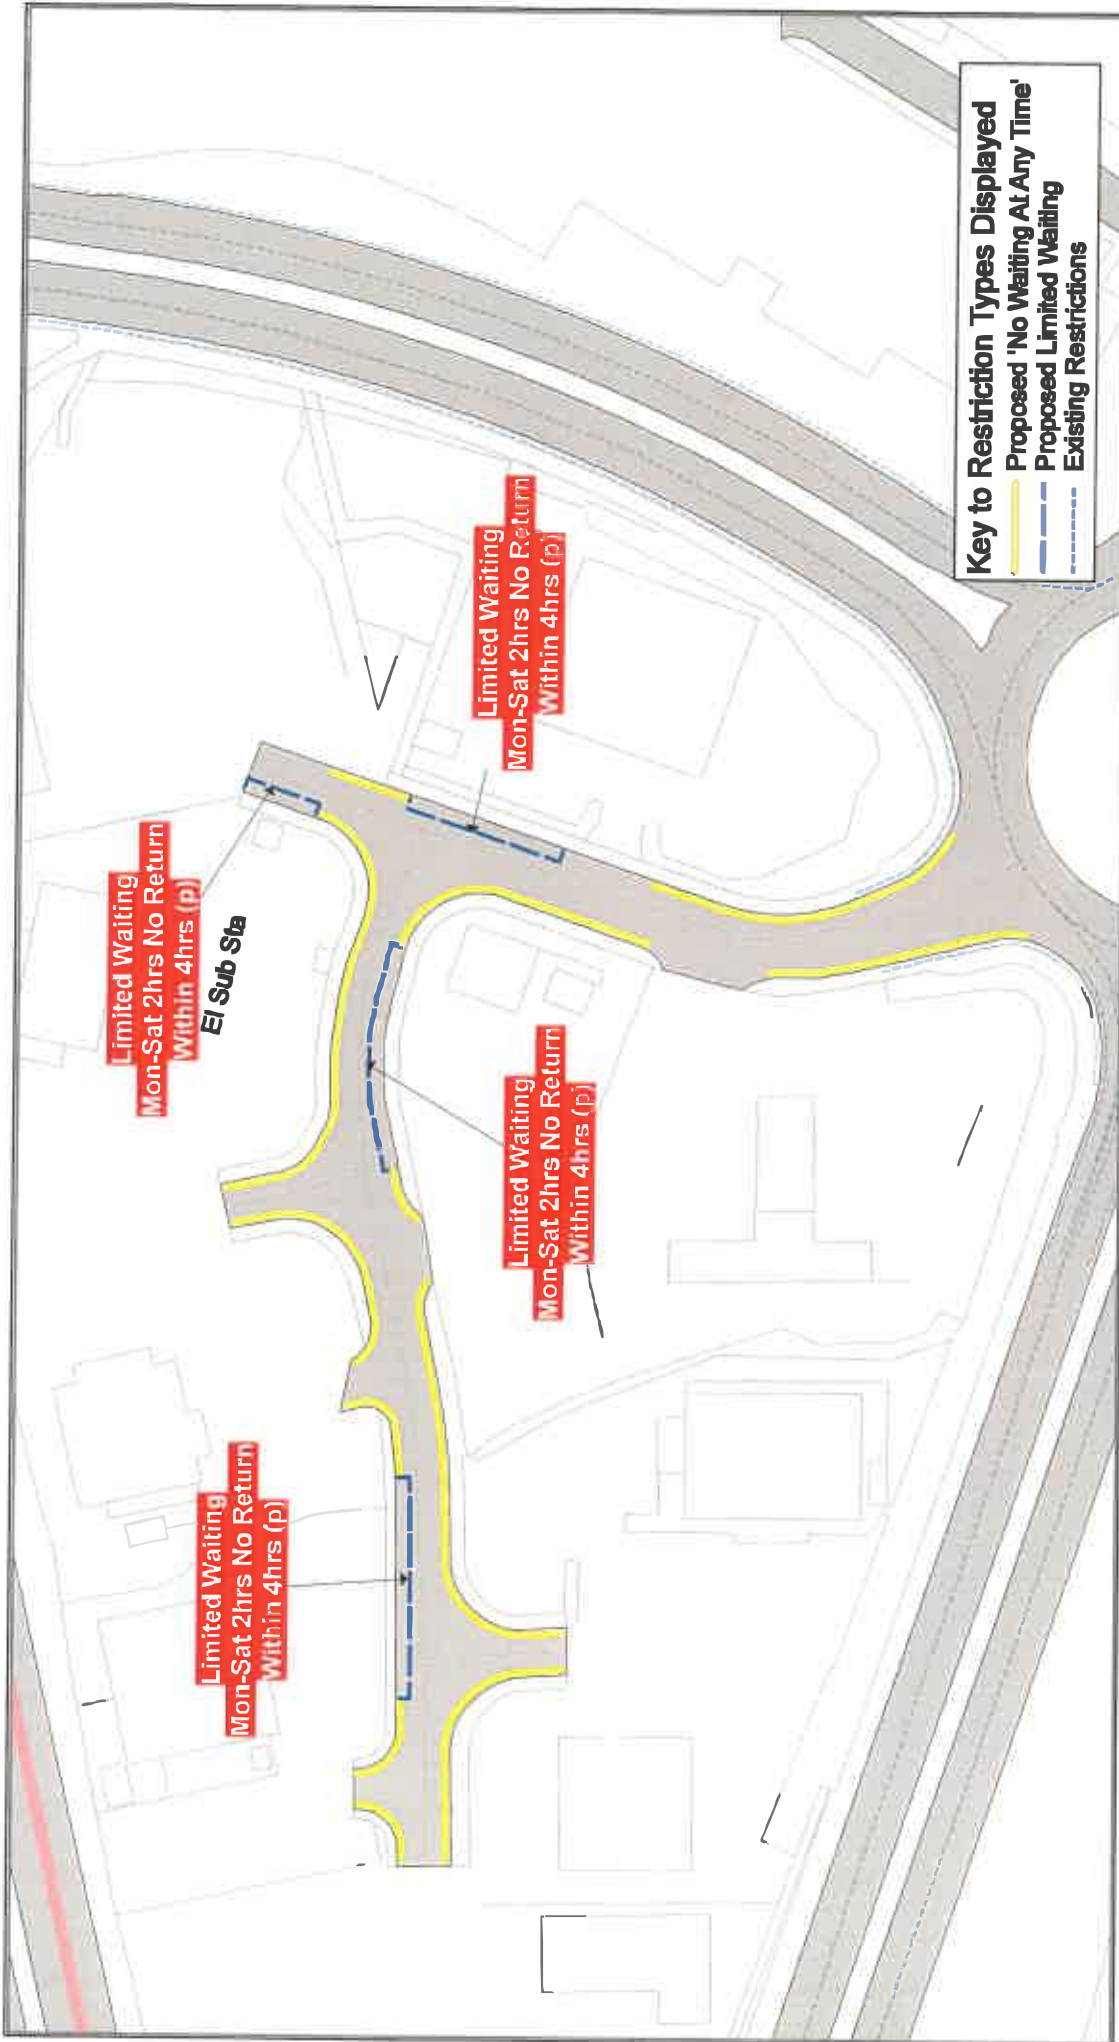 Limited Waiting
Mon-Sat 2hrs No Return
Within 4hrs (p)
Limited Waiting
Mon-Sat 2hrs No Return
Within 4hrs (p)
El Sub Sta
Limited Waiting
Mon-Sat 2hrs No Return
Within 4hrs (p)
Limited Waiting
Mon-Sat 2hrs No Return
Within 4hrs (p)
Key to Restriction Types Displayed
Proposed 'No Waiting At Any Time'
Proposed Limited Waiting
Existing Restrictions